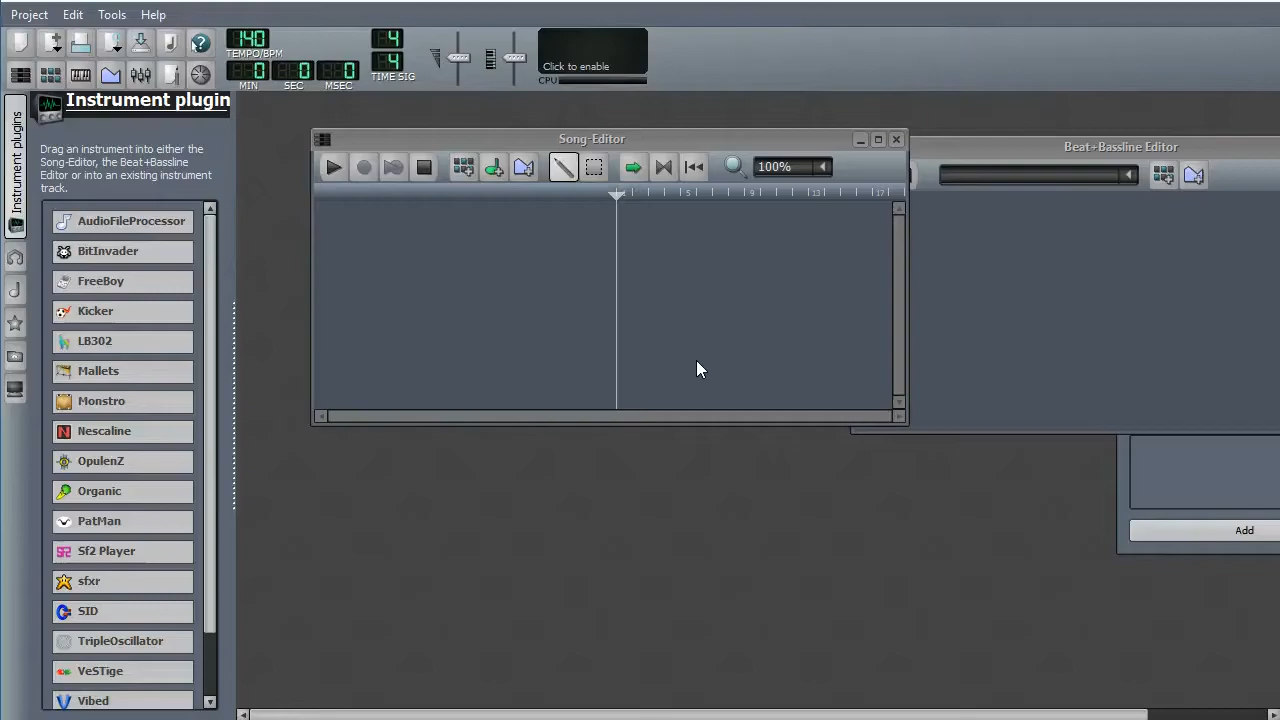 Project Edit Tools Help
140
TEMPO/BPM
0 0 0
MIN SEC MSEC
4
4
TIME SIG
Click to enable
CPU
Instrument plugins
Instrument plugin
Drag an instrument into either the
Song-Editor, the Beat+Bassline
Editor or into an existing instrument
track.
AudioFileProcessor
BitInvader
FreeBoy
Kicker
LB302
Mallets
Monstro
Nescaline
OpulenZ
Organic
PatMan
Sf2 Player
sfxr
SID
TripleOscillator
VeSTige
Vibed
Song-Editor
100%
5 9 13 17
Beat+Bassline Editor
Add